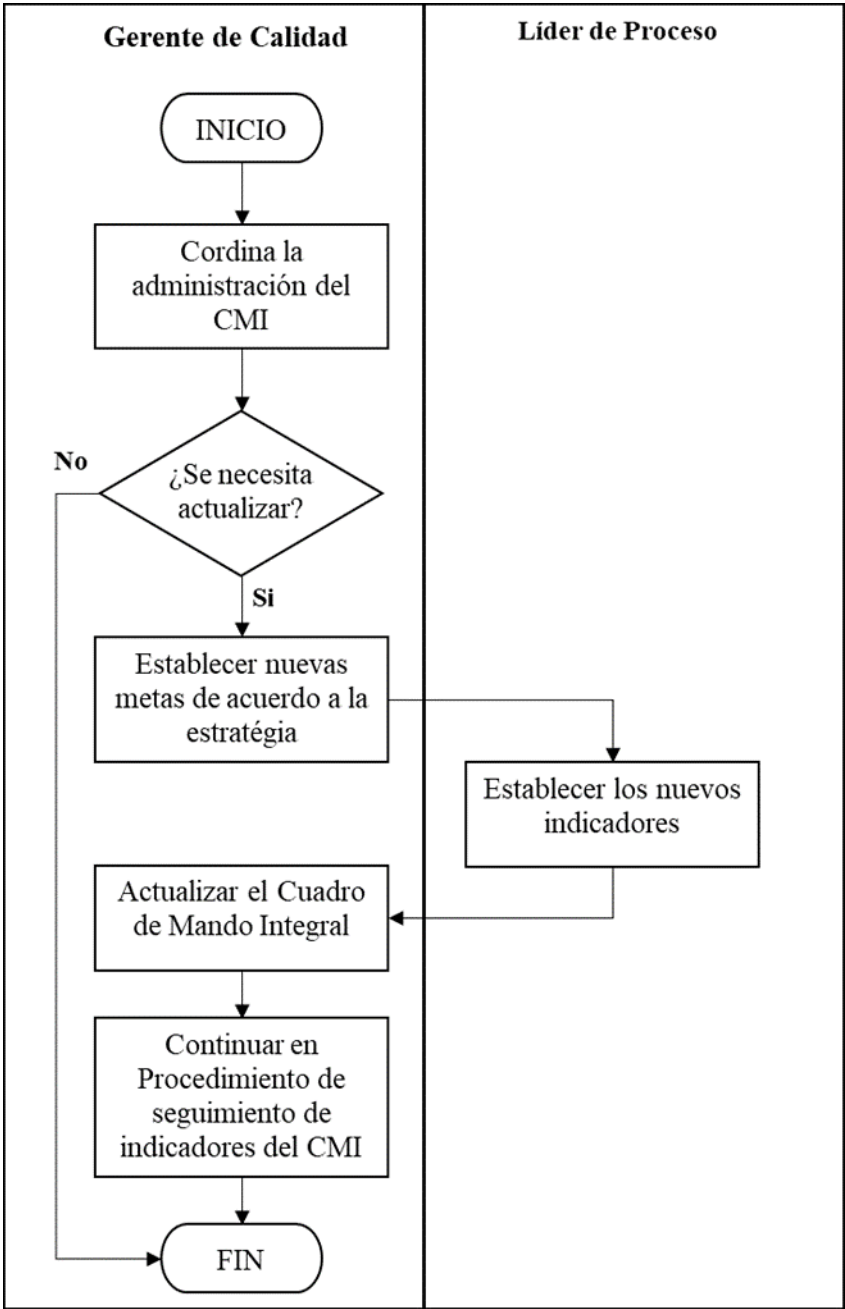 Gerente de Calidad
Líder de Proceso
INICIO
Cordina la
administración del
CMI
¿Se necesita
actualizar?
No
Si
Establecer nuevas
metas de acuerdo a la
estratégia
Establecer los nuevos
indicadores
Actualizar el Cuadro
de Mando Integral
Continuar en
Procedimiento de
seguimiento de
indicadores del CMI
FIN